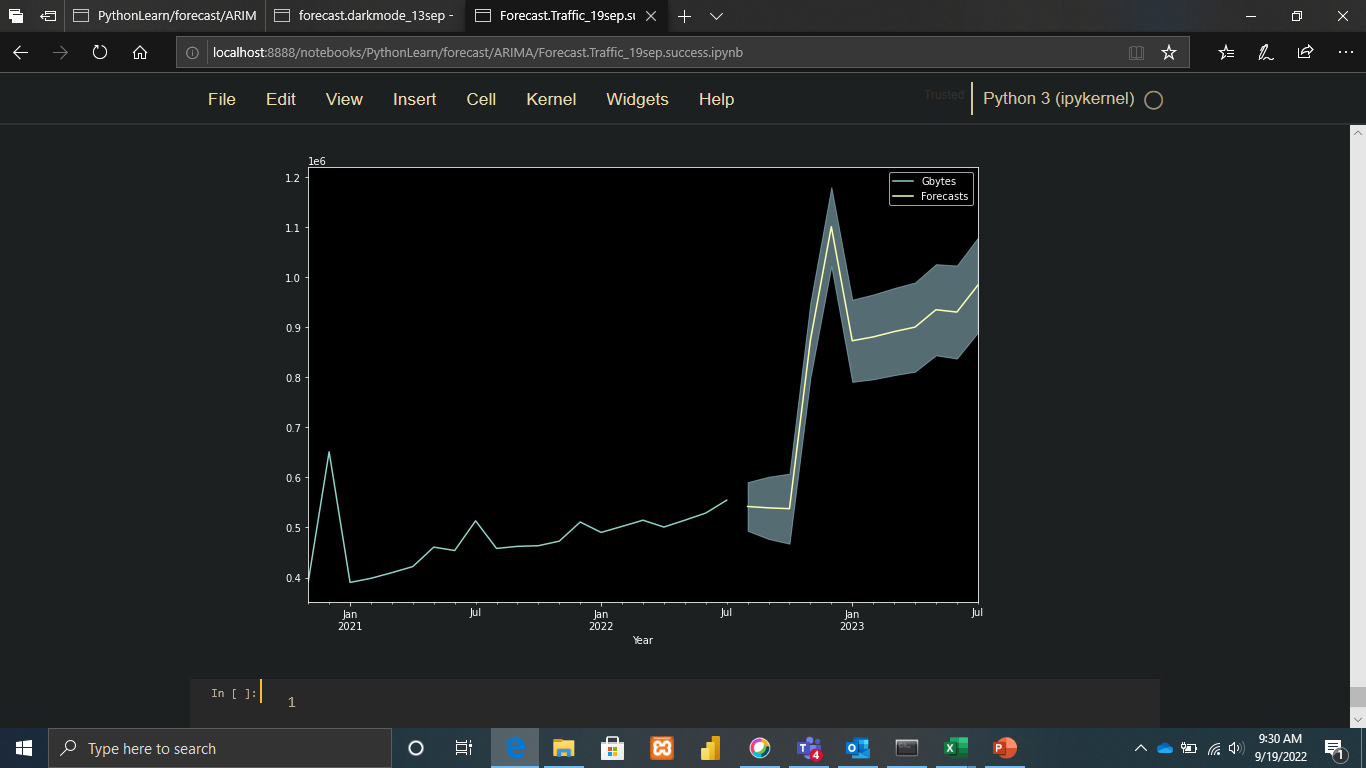 PythonLearn/forecast/ARIM
forecast.darkmode_13sep -
Forecast.Traffic_19sep.su
localhost:8888/notebooks/PythonLearn/forecast/ARIMA/Forecast.Traffic_19sep.success.ipynb
File Edit View Insert Cell Kernel Widgets Help Trusted Python 3 (ipykernel)
1e6
Gbytes
Forecasts
1.2
1.1
1.0
0.9
0.8
0.7
0.6
0.5
0.4
Jan Jul Jan Jul Jan Jul
2021 2022 2023
Year
In [ ]: 1
Type here to search
T 4 P
9:30 AM
9/19/2022
1